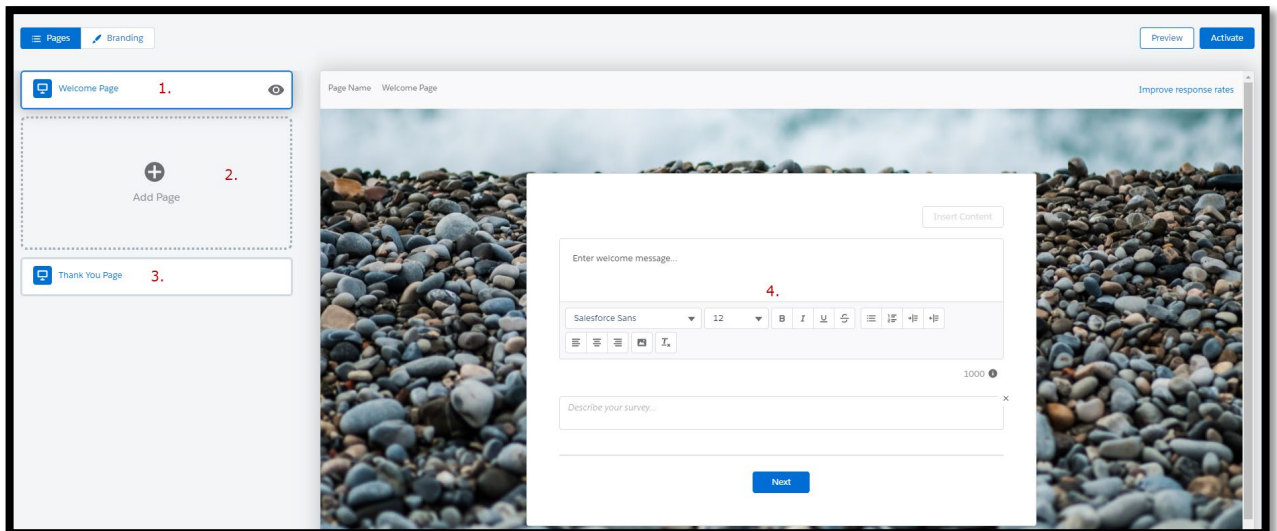 Pages
Branding
Preview
Activate
Welcome Page 1.
Page Name Welcome Page
Improve response rates
2.
Add Page
Insert Content
Enter welcome message...
Thank You Page 3.
4.
Salesforce Sans 12 B I U S
1000
Describe your survey...
Next